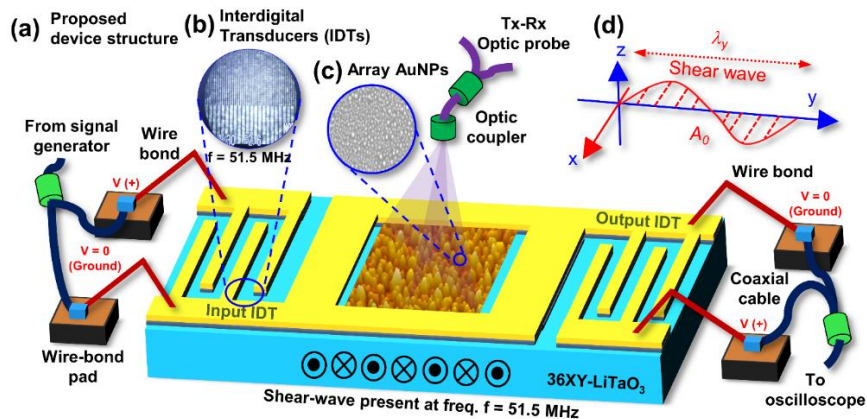 (a) Proposed
device structure
(b) Interdigital
Transducers (IDTs)
f = 51.5 MHz
(c) Array AuNPs
Tx-Rx
Optic probe
Optic
coupler
(d)
z
λy
Shear wave
y
A0
x
From signal
generator
Wire
bond
V (+)
V = 0
(Ground)
Wire-bond
pad
Input IDT
Output IDT
Wire bond
V = 0
(Ground)
Coaxial
cable
V (+)
To
oscilloscope
36XY-LiTaO3
Shear-wave present at freq. f = 51.5 MHz